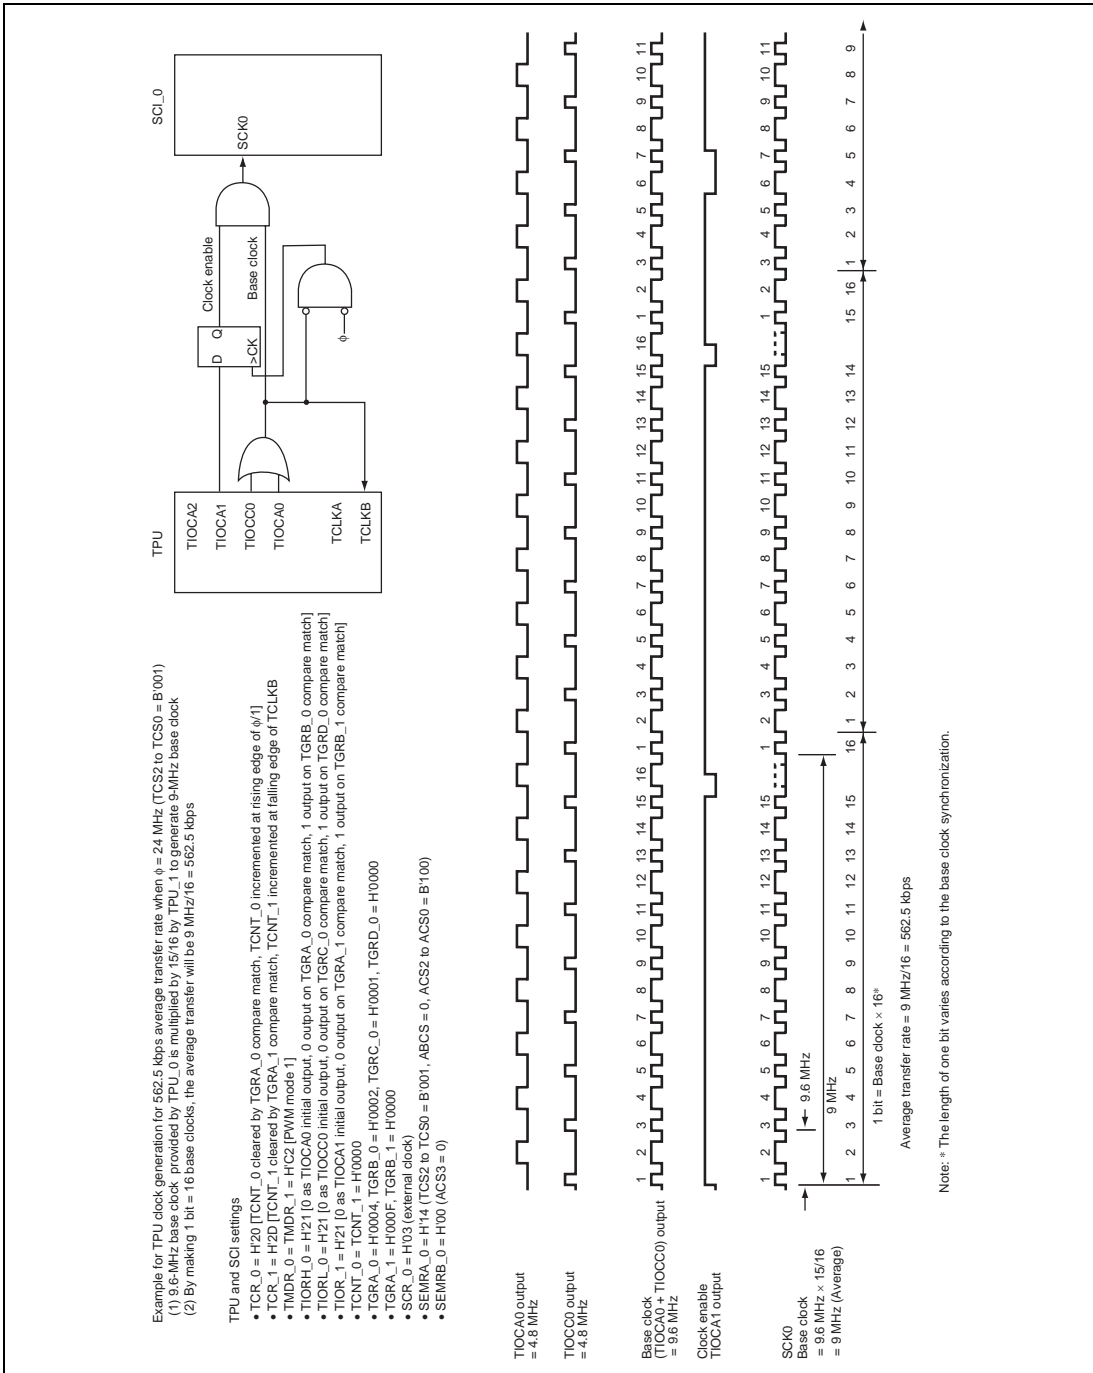 Example for TPU clock generation for 562.5 kbps average transfer rate when φ = 24 MHz (TCS2 to TCS0 = B'001)
(1) 9.6-MHz base clock provided by TPU_0 is multiplied by 15/16 by TPU_1 to generate 9-MHz base clock
(2) By making 1 bit = 16 base clocks, the average transfer will be 9 MHz/16 = 562.5 kbps
TPU and SCI settings
• TCR_0 = H'20 [TCNT_0 cleared by TGRA_0 compare match, TCNT_0 incremented at rising edge of φ/1]
• TCR_1 = H'2D [TCNT_1 cleared by TGRA_1 compare match, TCNT_1 incremented at falling edge of TCLKB
• TMDR_0 = TMDR_1 = H'C2 [PWM mode 1]
• TIORH_0 = H'21 [0 as TIOCA0 initial output, 0 output on TGRA_0 compare match, 1 output on TGRB_0 compare match]
• TIORL_0 = H'21 [0 as TIOCC0 initial output, 0 output on TGRC_0 compare match, 1 output on TGRD_0 compare match]
• TIOR_1 = H'21 [0 as TIOCA1 initial output, 0 output on TGRA_1 compare match, 1 output on TGRB_1 compare match]
• TCNT_0 = TCNT_1 = H'0000
• TGRA_0 = H'0004, TGRB_0 = H'0002, TGRC_0 = H'0001, TGRD_0 = H'0000
• TGRA_1 = H'000F, TGRB_1 = H'0000
• SCR_0 = H'03 (external clock)
• SEMRA_0 = H'14 (TCS2 to TCS0 = B'001, ABCS = 0, ACS2 to ACS0 = B'100)
• SEMRB_0 = H'00 (ACS3 = 0)
TPU
TIOCA2
TIOCA1
TIOCC0
TIOCA0
TCLKA
TCLKB
D Q
>CK
φ
Clock enable
Base clock
SCI_0
SCK0
TIOCA0 output
= 4.8 MHz
TIOCC0 output
= 4.8 MHz
Base clock
(TIOCA0 + TIOCC0) output
= 9.6 MHz
1 2 3 4 5 6 7 8 9 10 11 12 13 14 15 16 1 2 3 4 5 6 7 8 9 10 11 12 13 14 15 16 1 2 3 4 5 6 7 8 9 10 11
Clock enable
TIOCA1 output
SCK0
Base clock
= 9.6 MHz × 15/16
= 9 MHz (Average)
1 2 3 4 5 6 7 8 9 10 11 12 13 14 15 1 2 3 4 5 6 7 8 9 10 11 12 13 14 15 1 2 3 4 5 6 7 8 9 10 11
9.6 MHz
9 MHz
1 2 3 4 5 6 7 8 9 10 11 12 13 14 15 16 1 2 3 4 5 6 7 8 9 10 11 12 13 14 15 16 1 2 3 4 5 6 7 8 9
1 bit = Base clock × 16*
Average transfer rate = 9 MHz/16 = 562.5 kbps
Note: * The length of one bit varies according to the base clock synchronization.